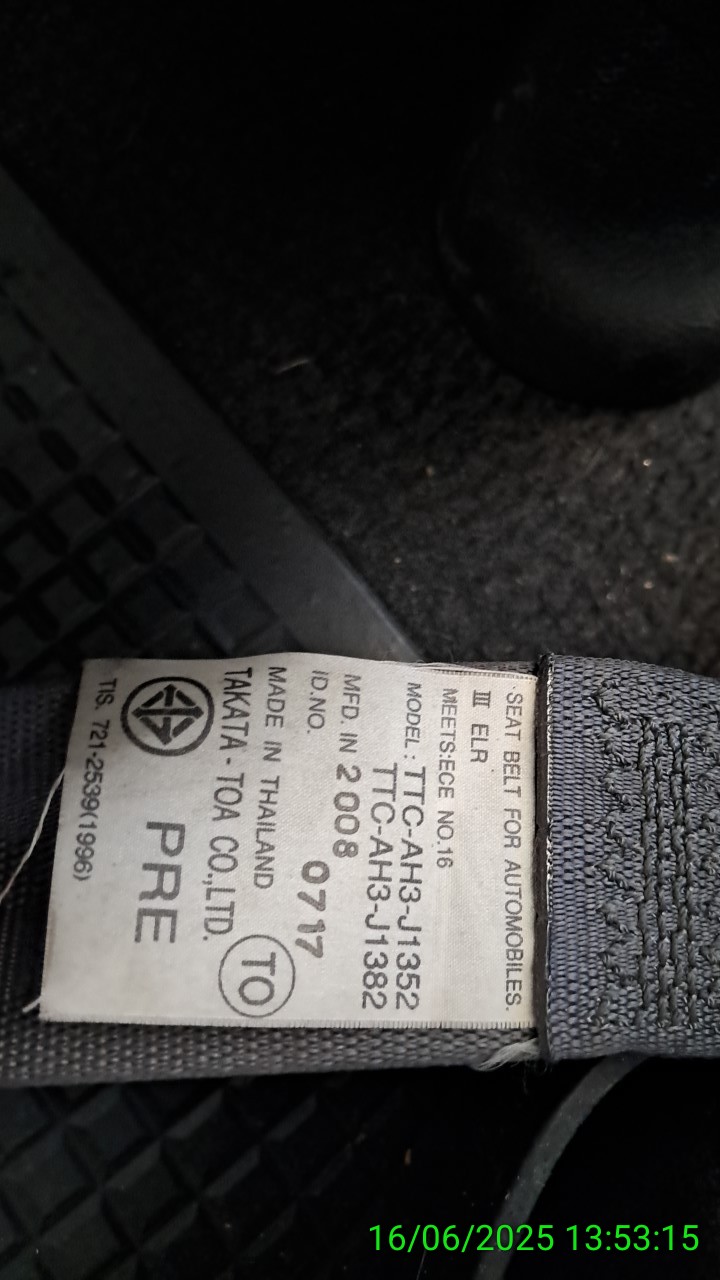 SEAT BELT FOR AUTOMOBILES.
Ⅲ ELR
MEETS:ECE NO.16
MODEL : TTC-AH3-J1352
TTC-AH3-J1382
MFD. IN 2008
ID.NO. 0717
MADE IN THAILAND
TAKATA-TOA CO.,LTD. TO
PRE
TIS. 721-2539(1996)
16/06/2025 13:53:15